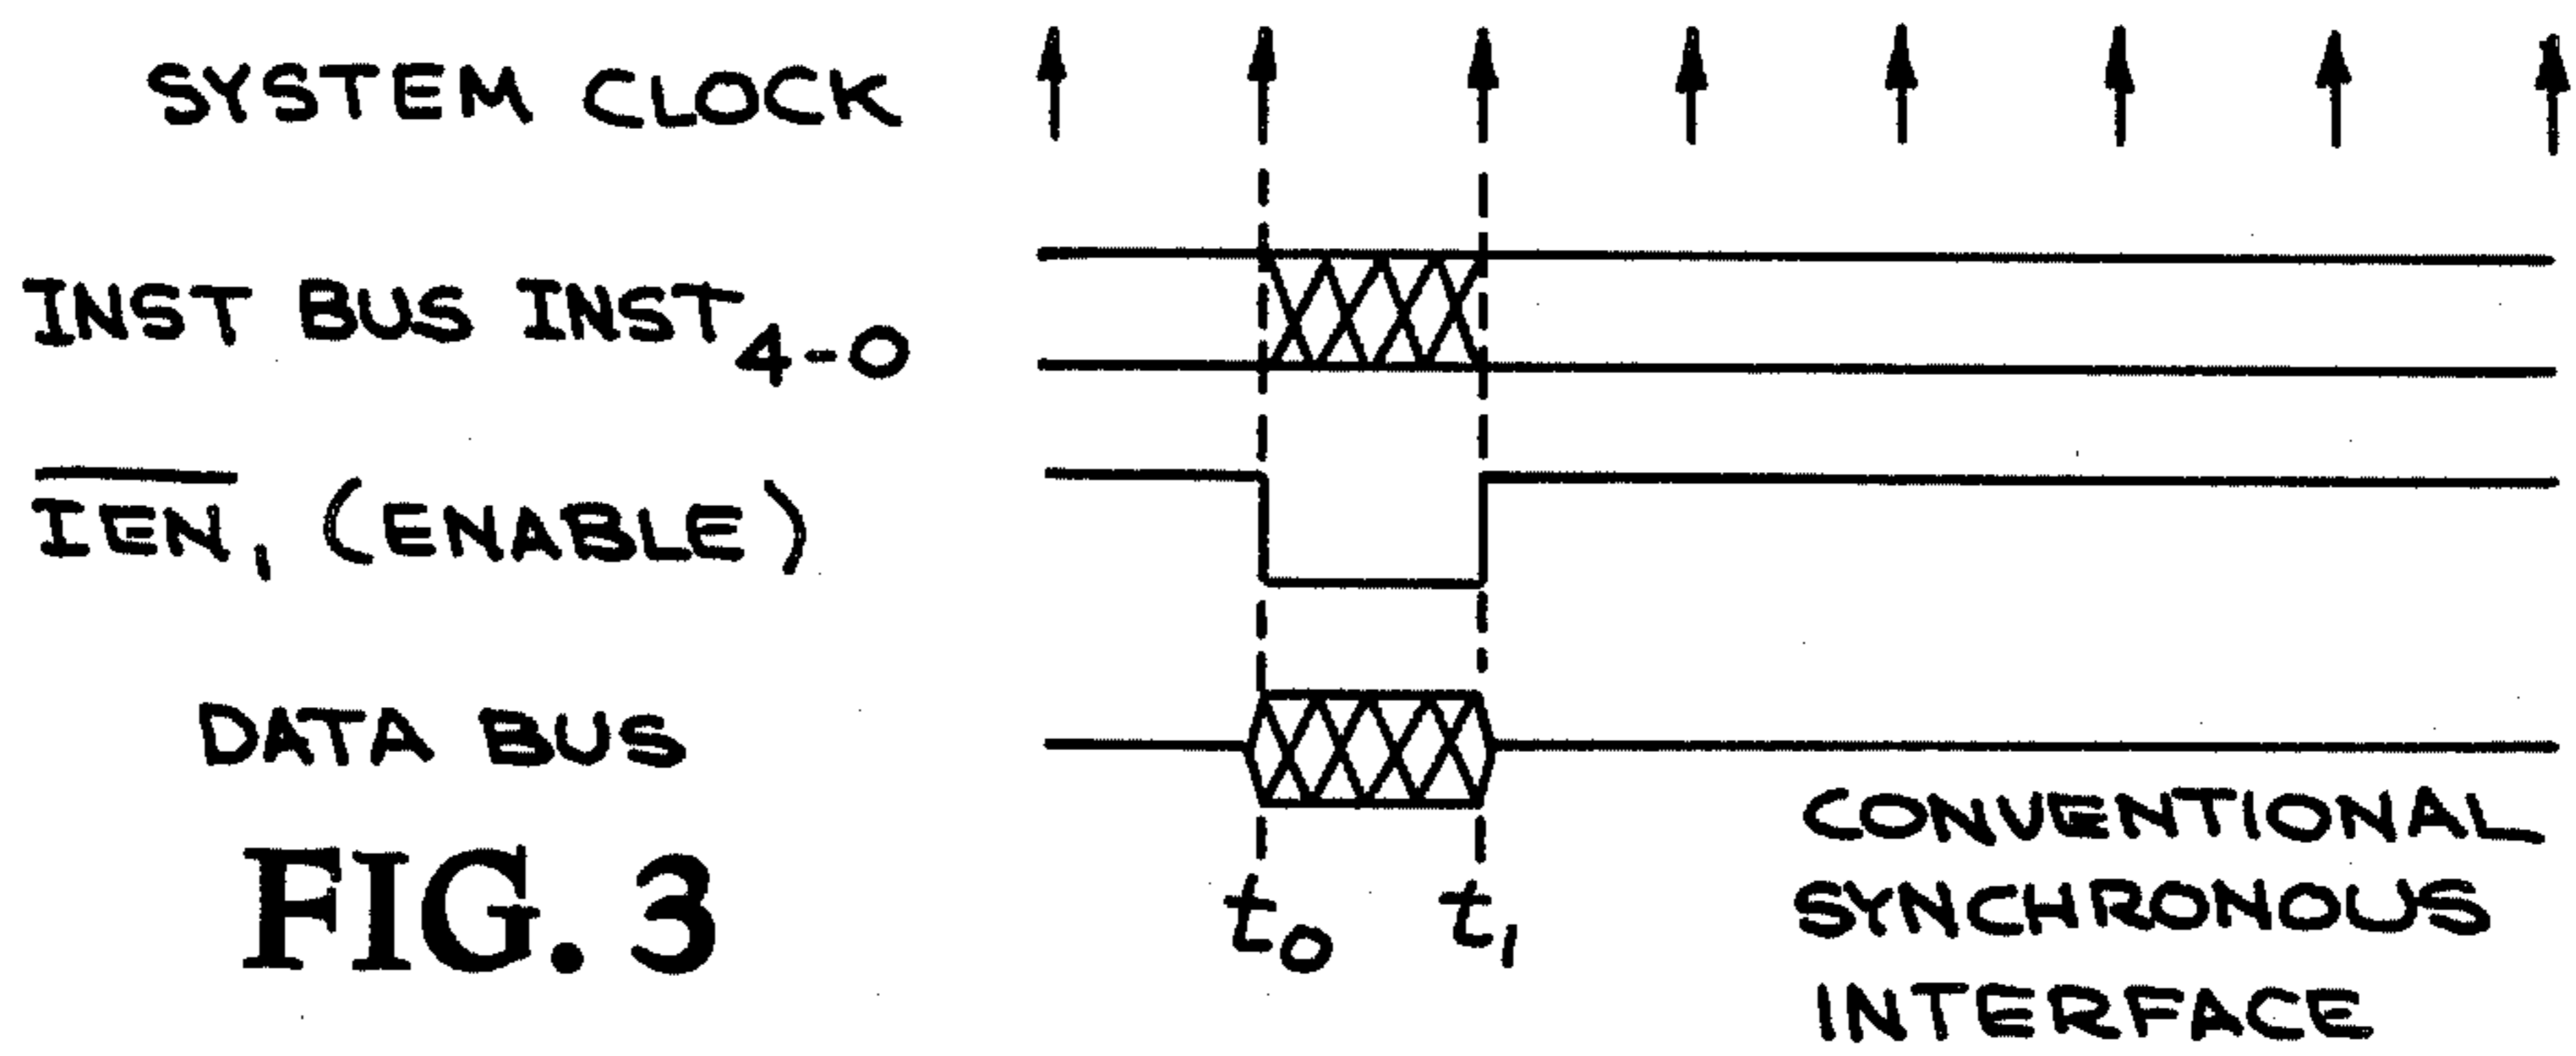 SYSTEM CLOCK
INST BUS INST4-0
IEN, (ENABLE)
DATA BUS
t0 t1
FIG. 3
CONVENTIONAL
SYNCHRONOUS
INTERFACE